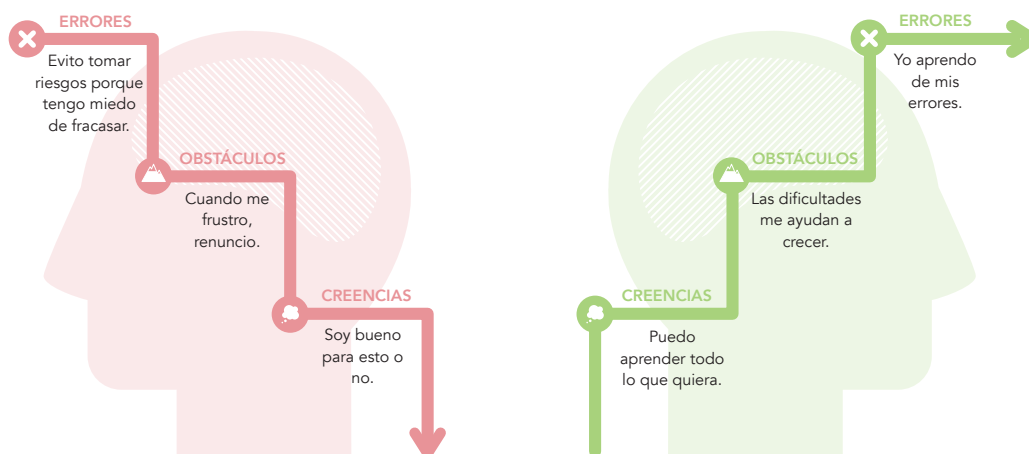 ERRORES
Evito tomar
riesgos porque
tengo miedo
de fracasar.
OBSTÁCULOS
Cuando me
frustro,
renuncio.
CREENCIAS
Soy bueno
para esto o
no.
ERRORES
Yo aprendo
de mis
errores.
OBSTÁCULOS
Las dificultades
me ayudan a
crecer.
CREENCIAS
Puedo
aprender todo
lo que quiera.